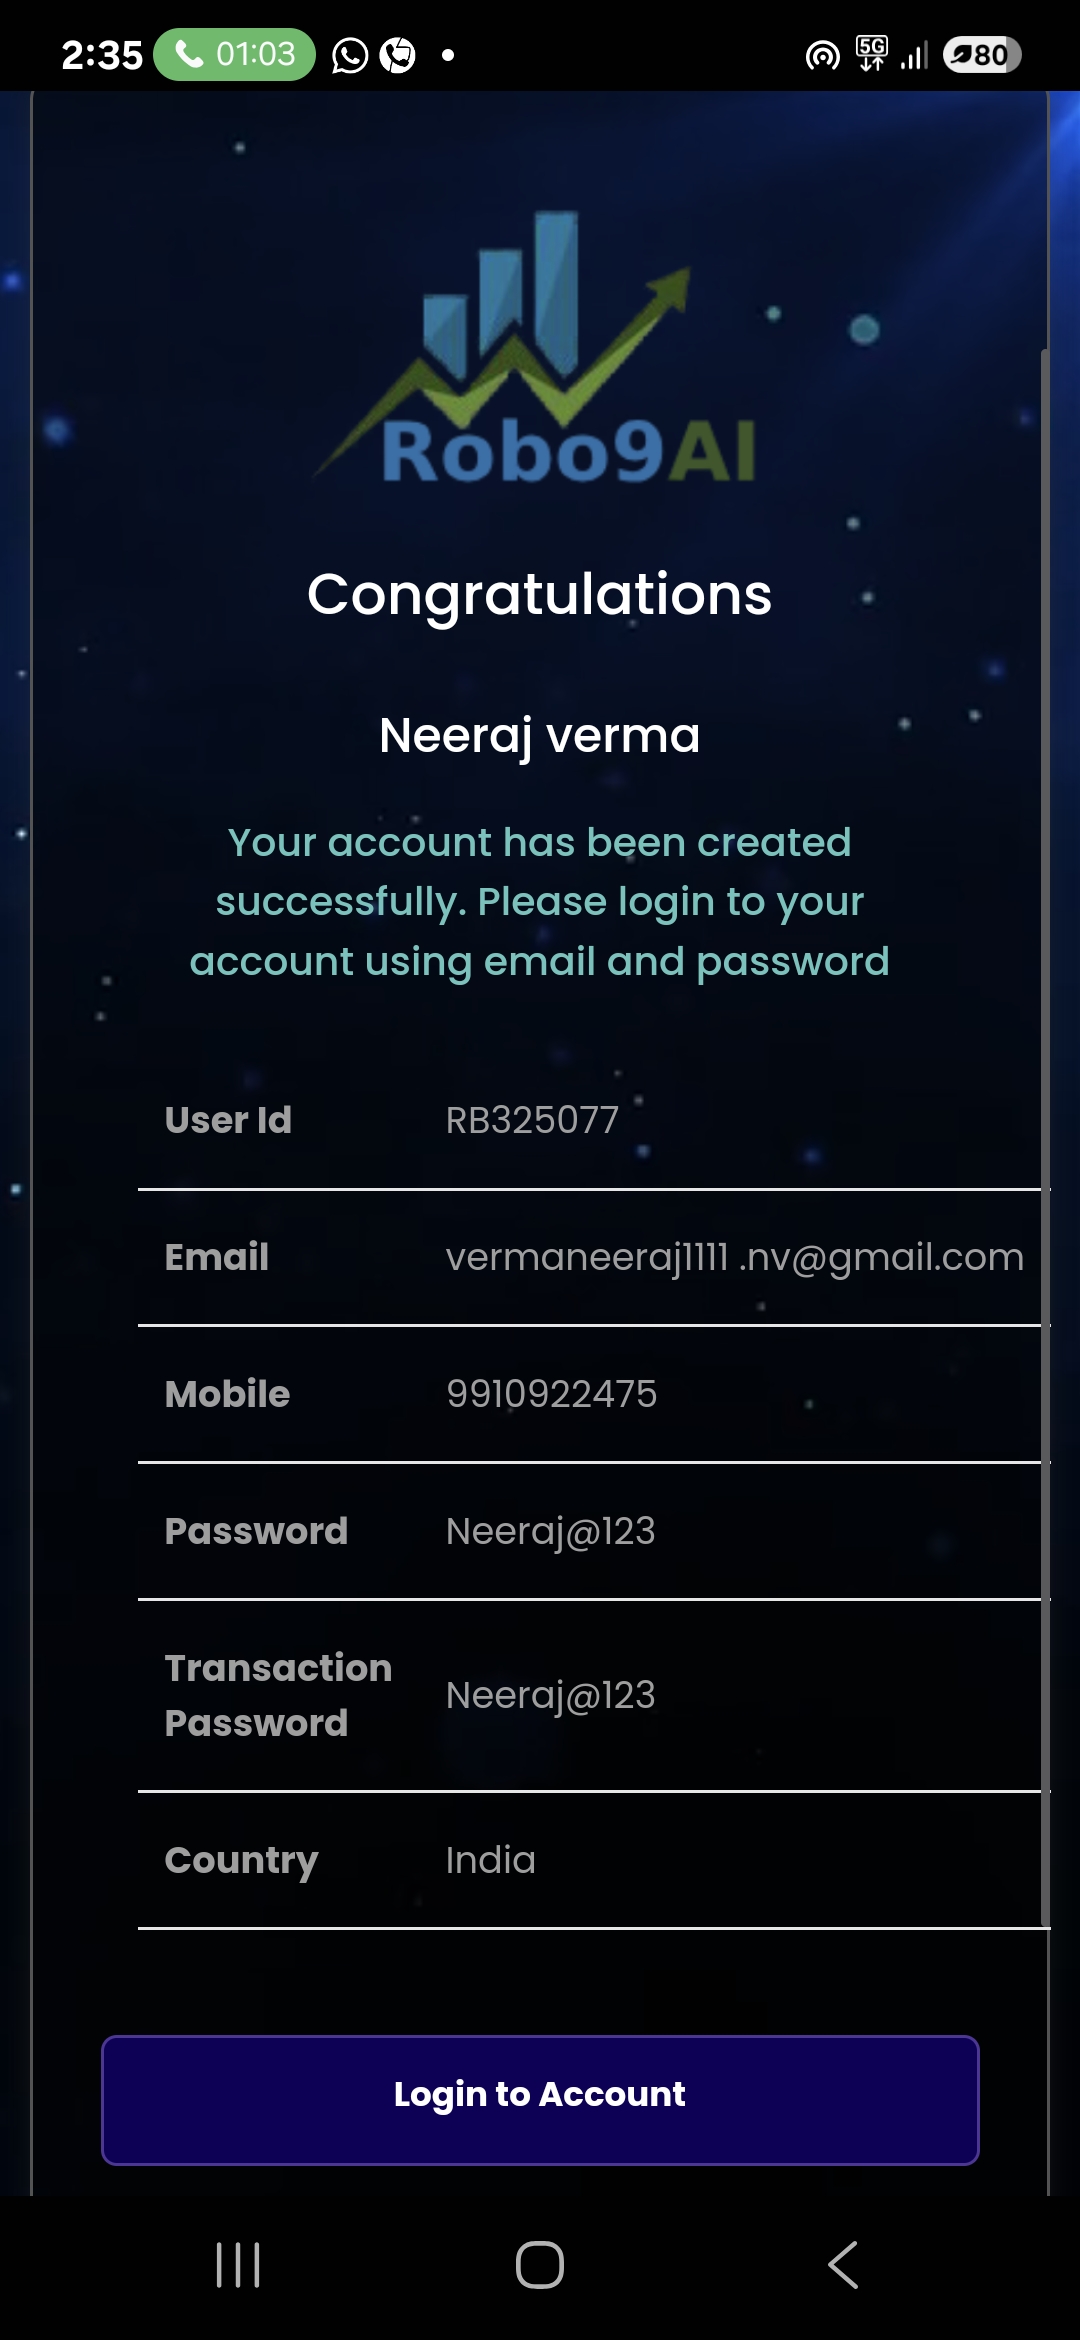 2:35 01:03 5G 80
Robo9AI
Congratulations
Neeraj verma
Your account has been created
successfully. Please login to your
account using email and password
User Id RB325077
Email vermaneeraj1111 .nv@gmail.com
Mobile 9910922475
Password Neeraj@123
Transaction
Password Neeraj@123
Country India
Login to Account